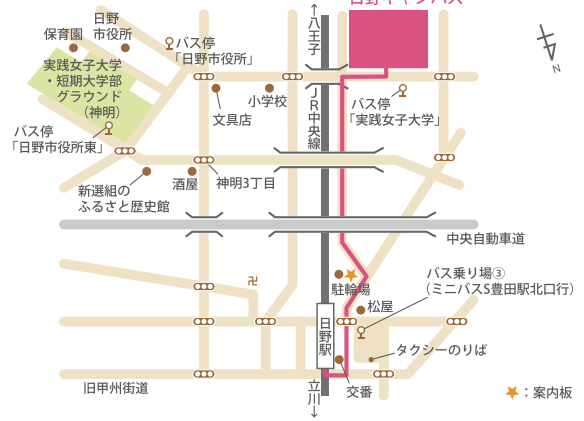 日野キャンパス
↑八王子
日野
市役所
保育園
バス停
「日野市役所」
実践女子大学
・短期大学部
グラウンド
（神明）
小学校
文具店
JR中央線
バス停
「実践女子大学」
N
バス停
「日野市役所東」
新選組の
ふるさと歴史館
酒屋
神明3丁目
中央自動車道
卍
駐輪場
バス乗り場③
（ミニバスS豊田駅北口行）
松屋
日野駅
タクシーのりば
旧甲州街道
立川↓
交番
：案内板